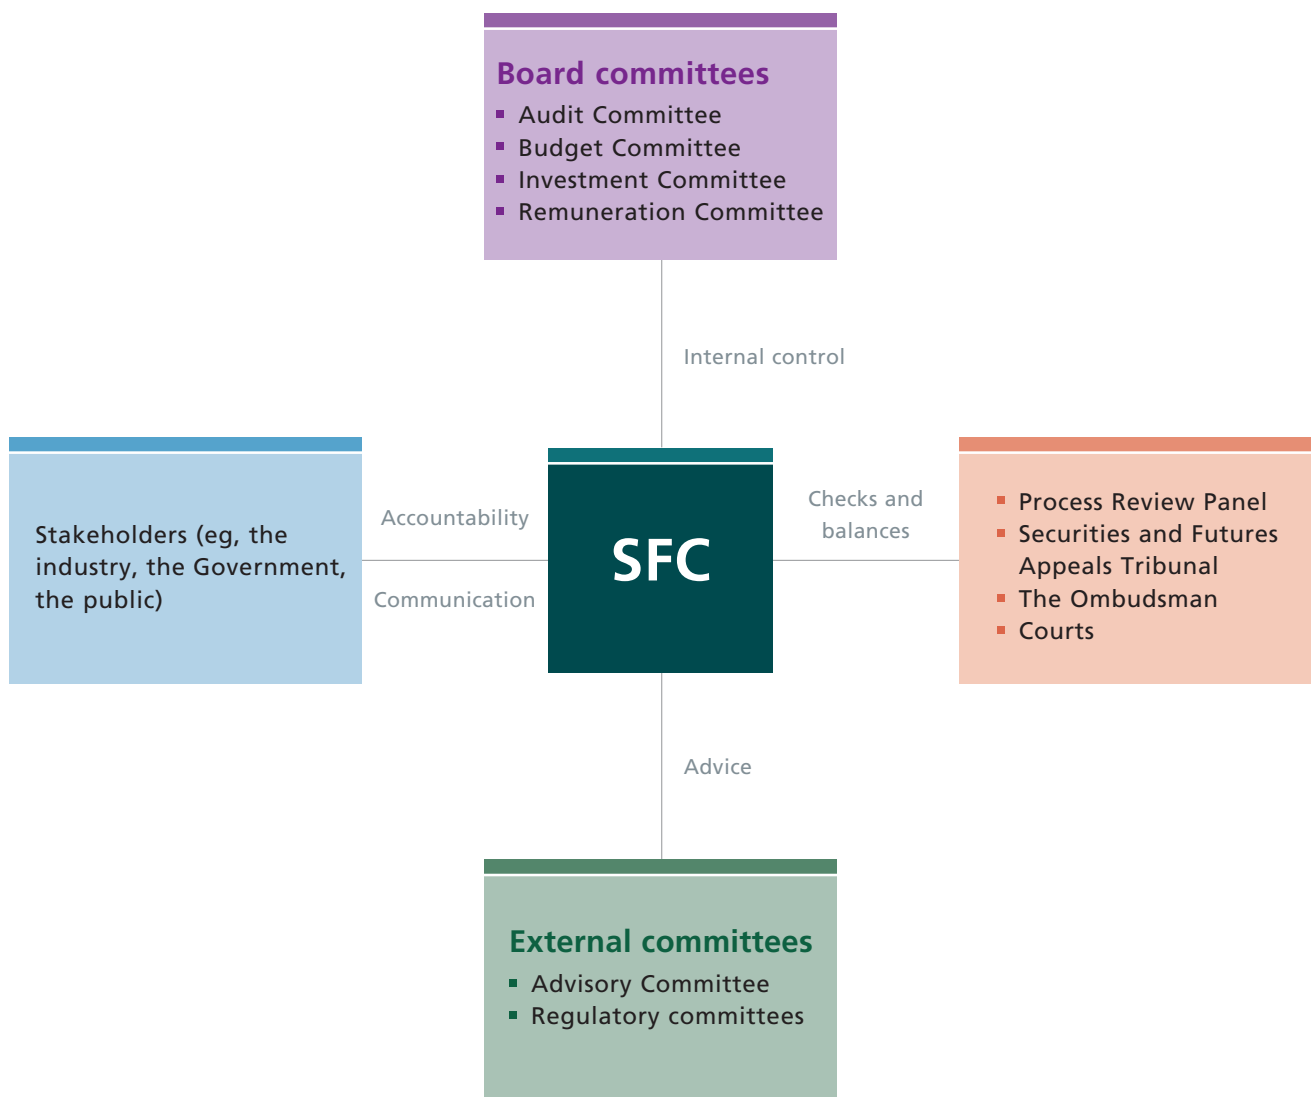 Board committees
Audit Committee
Budget Committee
Investment Committee
Remuneration Committee
Internal control
Stakeholders (eg, the
industry, the Government,
the public)
Accountability
Communication
SFC
Checks and
balances
Process Review Panel
Securities and Futures
Appeals Tribunal
The Ombudsman
Courts
Advice
External committees
Advisory Committee
Regulatory committees